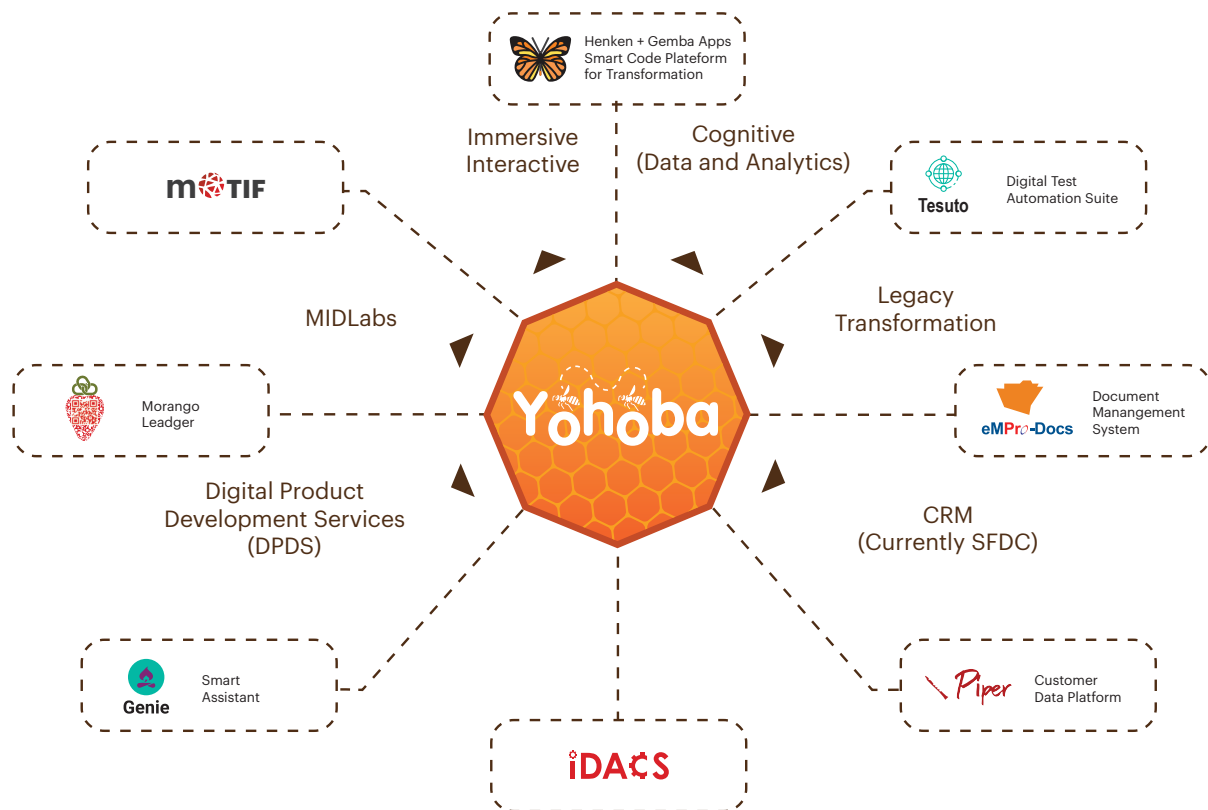 Henken + Gemba Apps
Smart Code Plateform
for Transformation
Immersive
Interactive
Cognitive
(Data and Analytics)
mOTIF
Tesuto
Digital Test
Automation Suite
MIDLabs
Legacy
Transformation
Yohoba
Morango
Leadger
eMPro-Docs
Document
Manangement
System
Digital Product
Development Services
(DPDS)
CRM
(Currently SFDC)
Genie
Smart
Assistant
Piper
Customer
Data Platform
iDACS